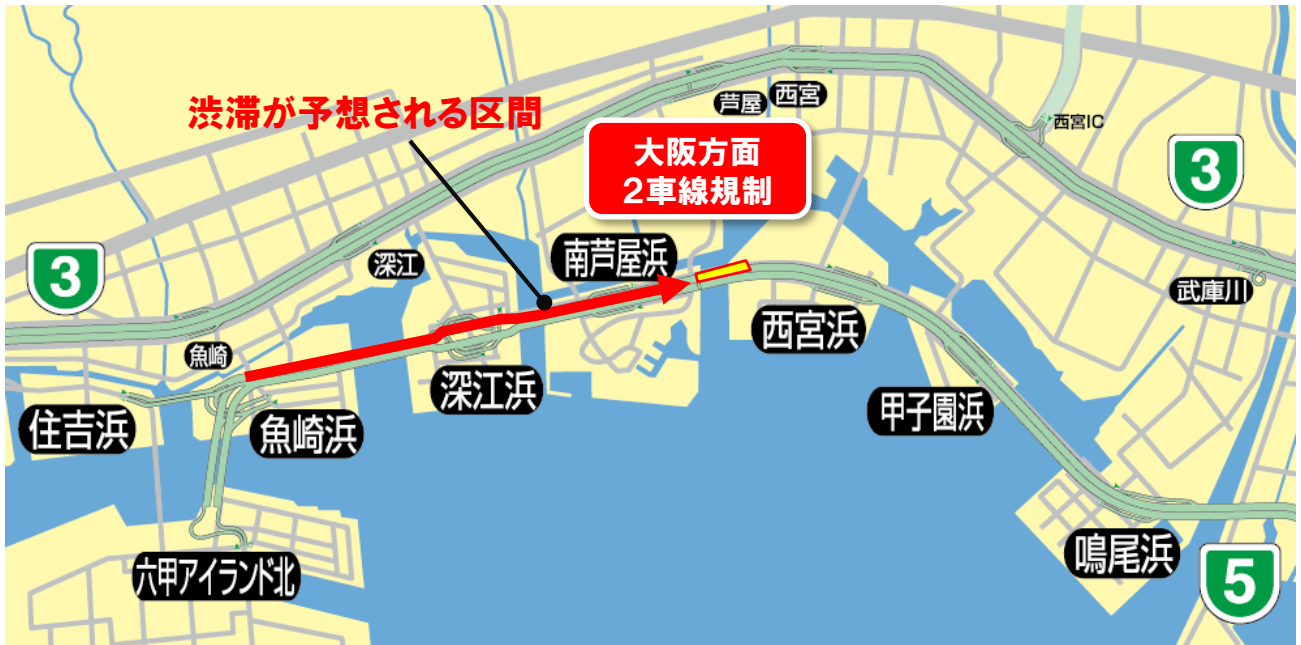 渋滞が予想される区間
芦屋
西宮
西宮IC
大阪方面
2車線規制
3
3
深江
南芦屋浜
武庫川
魚崎
西宮浜
深江浜
甲子園浜
住吉浜
魚崎浜
鳴尾浜
六甲アイランド北
5